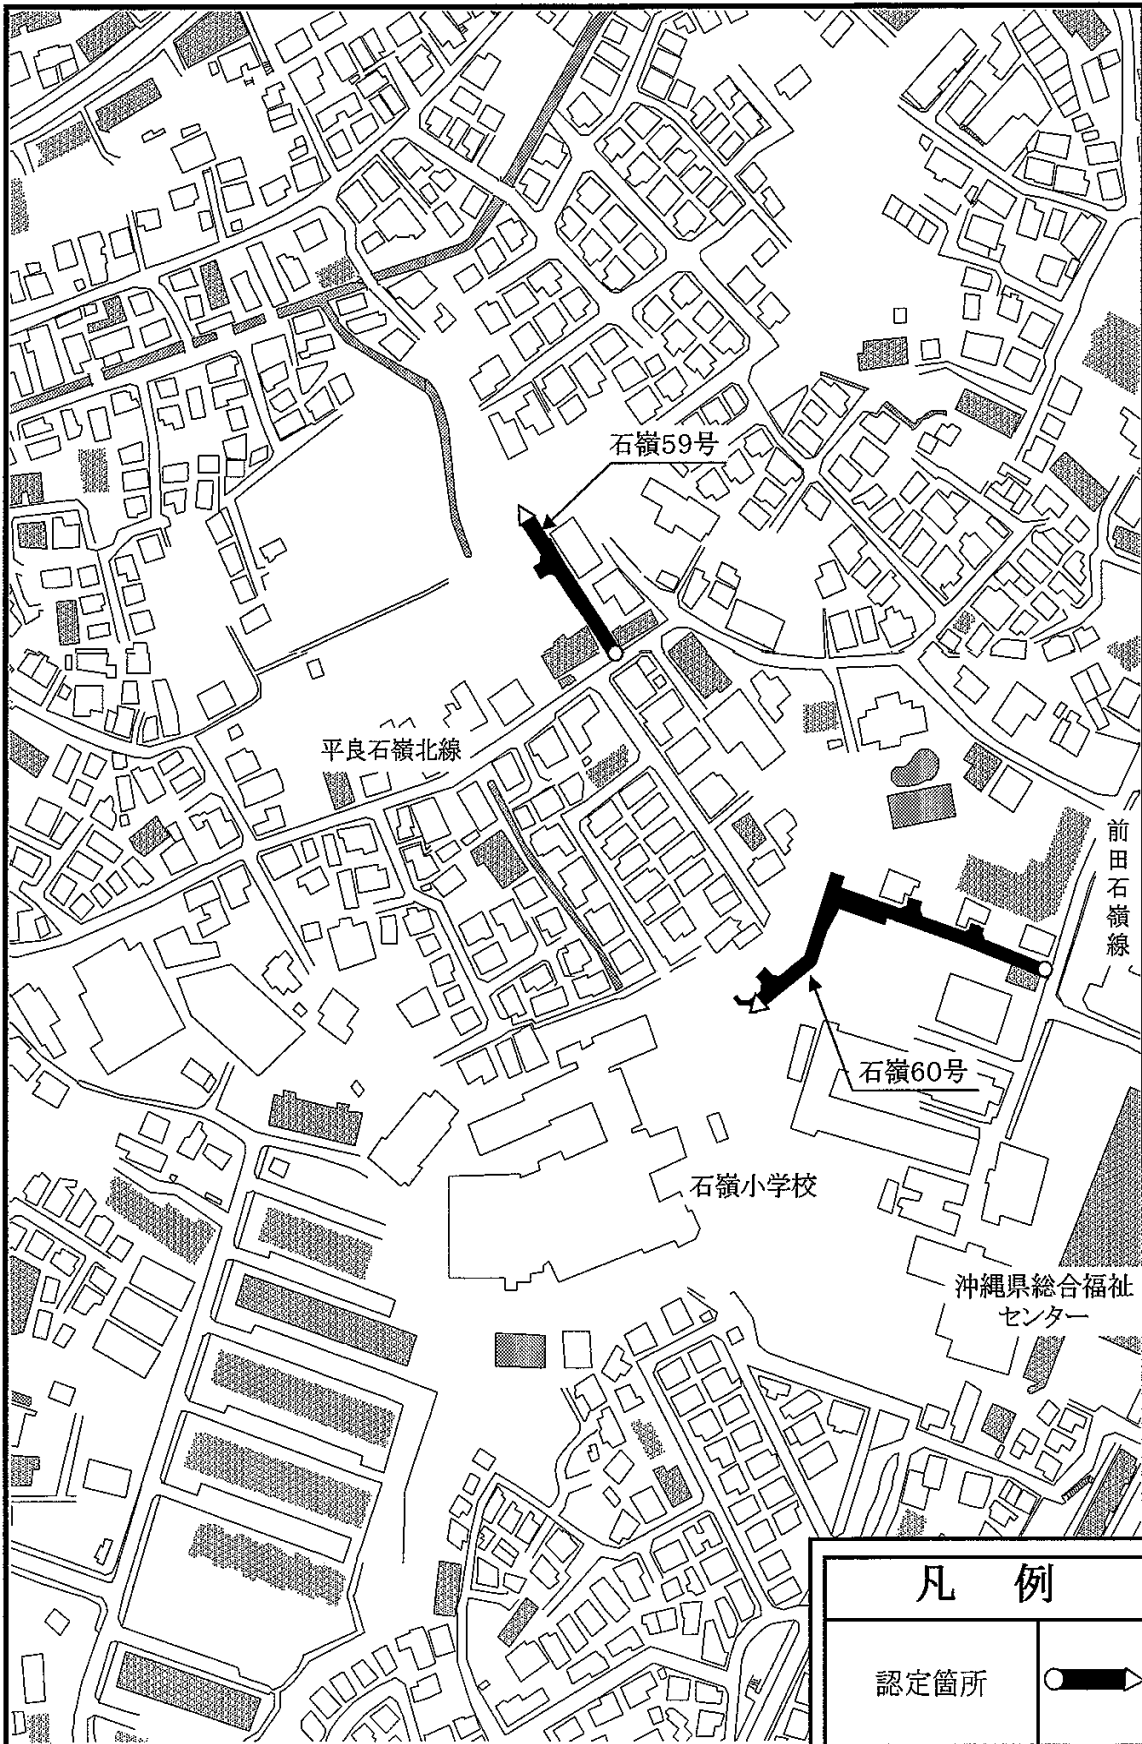 石嶺59号
平良石嶺北線
前田石嶺線
石嶺60号
石嶺小学校
沖縄県総合福祉
センター
凡 例
認定箇所